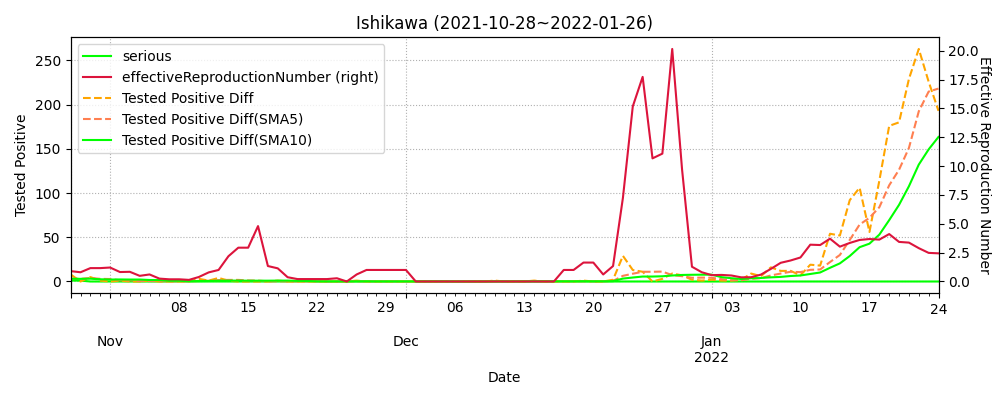 Ishikawa (2021-10-28~2022-01-26)
serious
effectiveReproductionNumber (right)
Tested Positive Diff
Tested Positive Diff(SMA5)
Tested Positive Diff(SMA10)
Tested Positive
250
200
150
100
50
0
20.0
17.5
15.0
12.5
10.0
7.5
5.0
2.5
0.0
Effective Reproduction Number
08 15 22 29 06 13 20 27 03 10 17 24
Nov Dec Jan
2022
Date